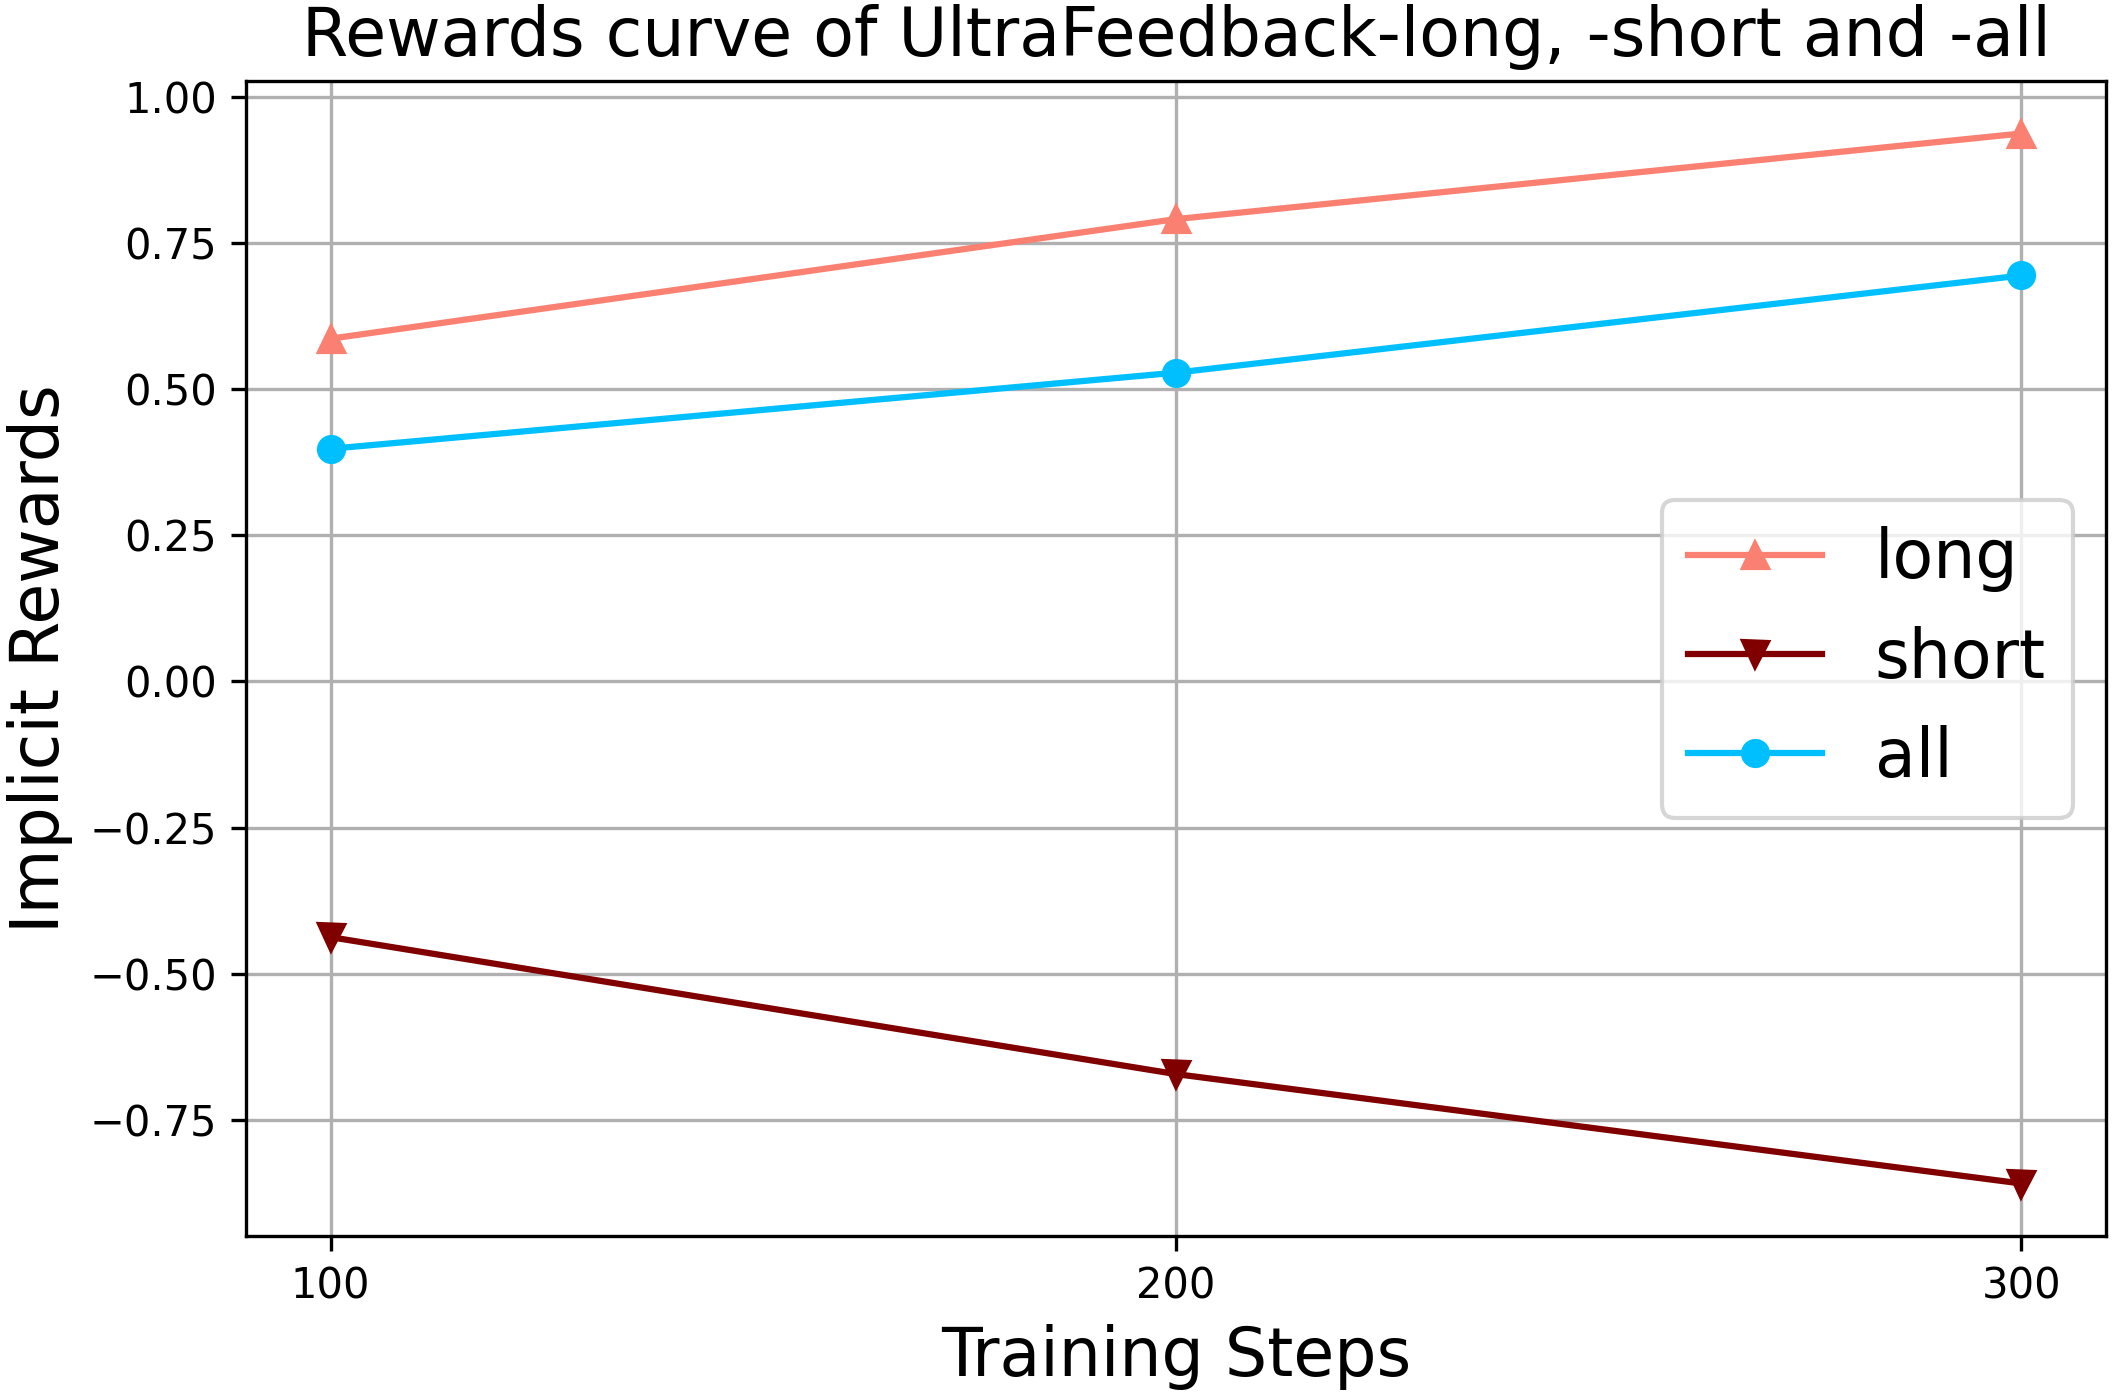 Rewards curve of UltraFeedback-long, -short and -all
Implicit Rewards
1.00
0.75
0.50
0.25
0.00
−0.25
−0.50
−0.75
long
short
all
100 200 300
Training Steps